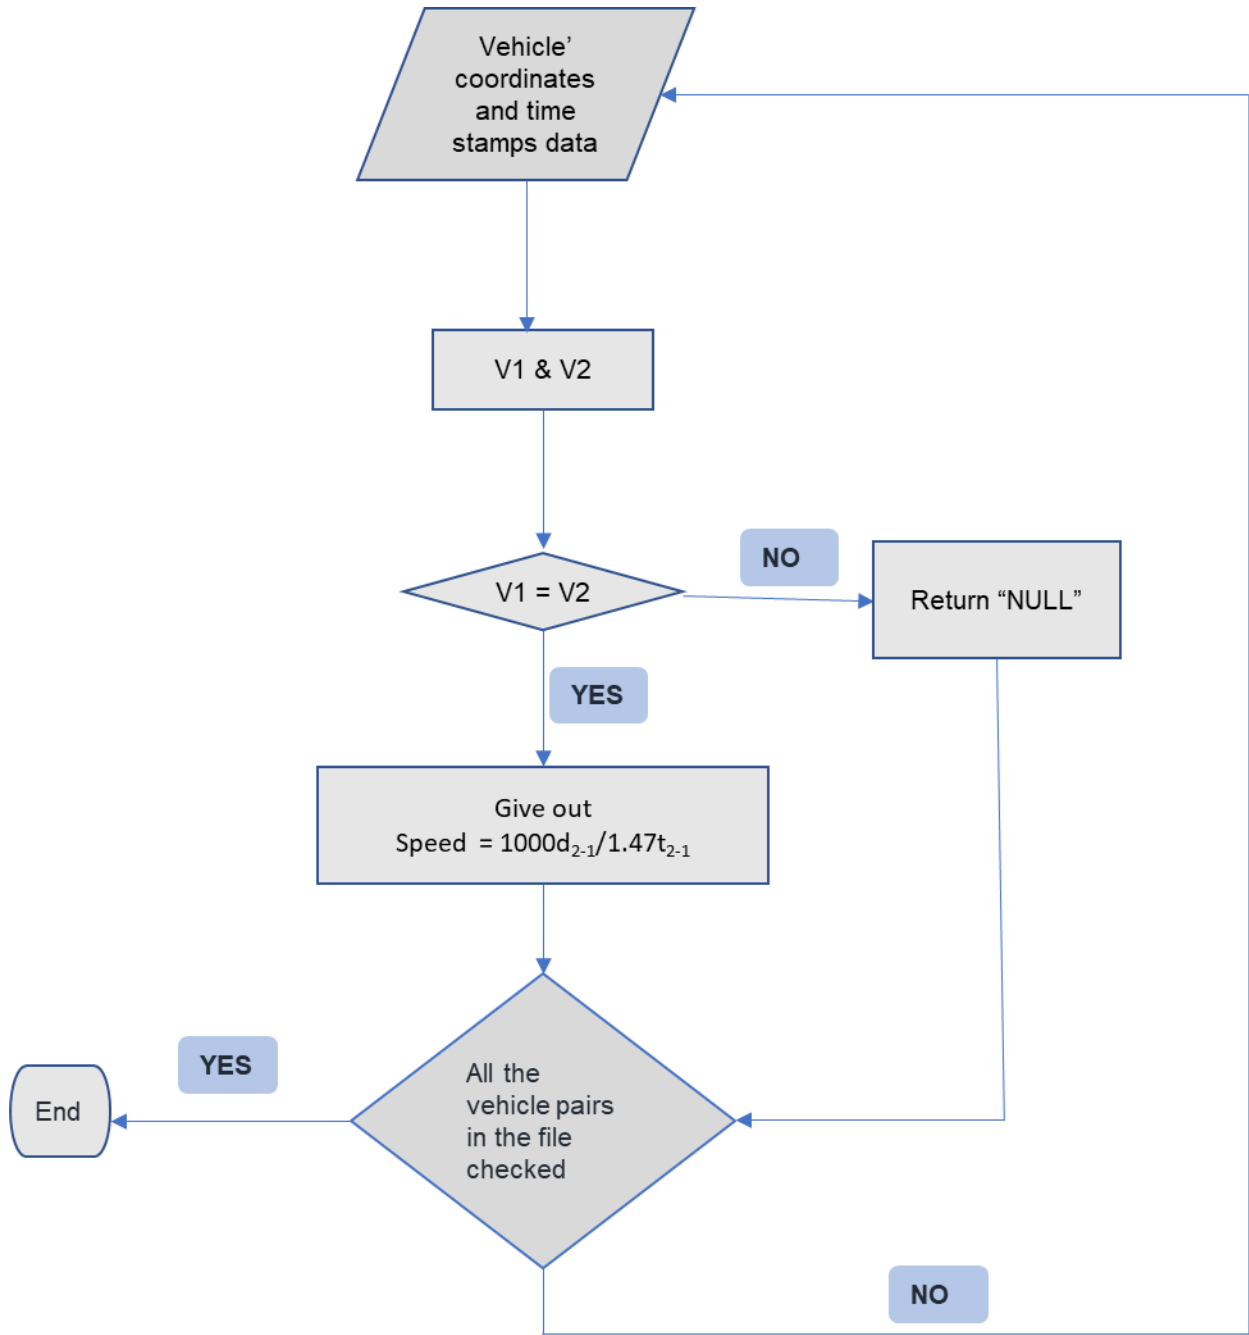 Vehicle’
coordinates
and time
stamps data
V1 & V2
V1 = V2
NO
Return “NULL”
YES
Give out
Speed = 1000d₂₋₁/1.47t₂₋₁
All the
vehicle pairs
in the file
checked
YES
End
NO